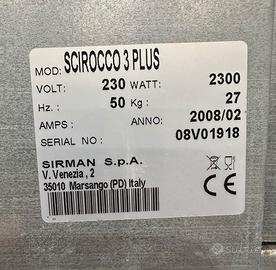 MOD: SCIROCCO 3 PLUS
VOLT: 230 WATT: 2300
Hz.: 50 Kg: 27
AMPS: ANNO: 2008/02
SERIAL NO: 08V01918
SIRMAN S.p.A.
V. Venezia, 2
35010 Marsango (PD) Italy
CE
subito